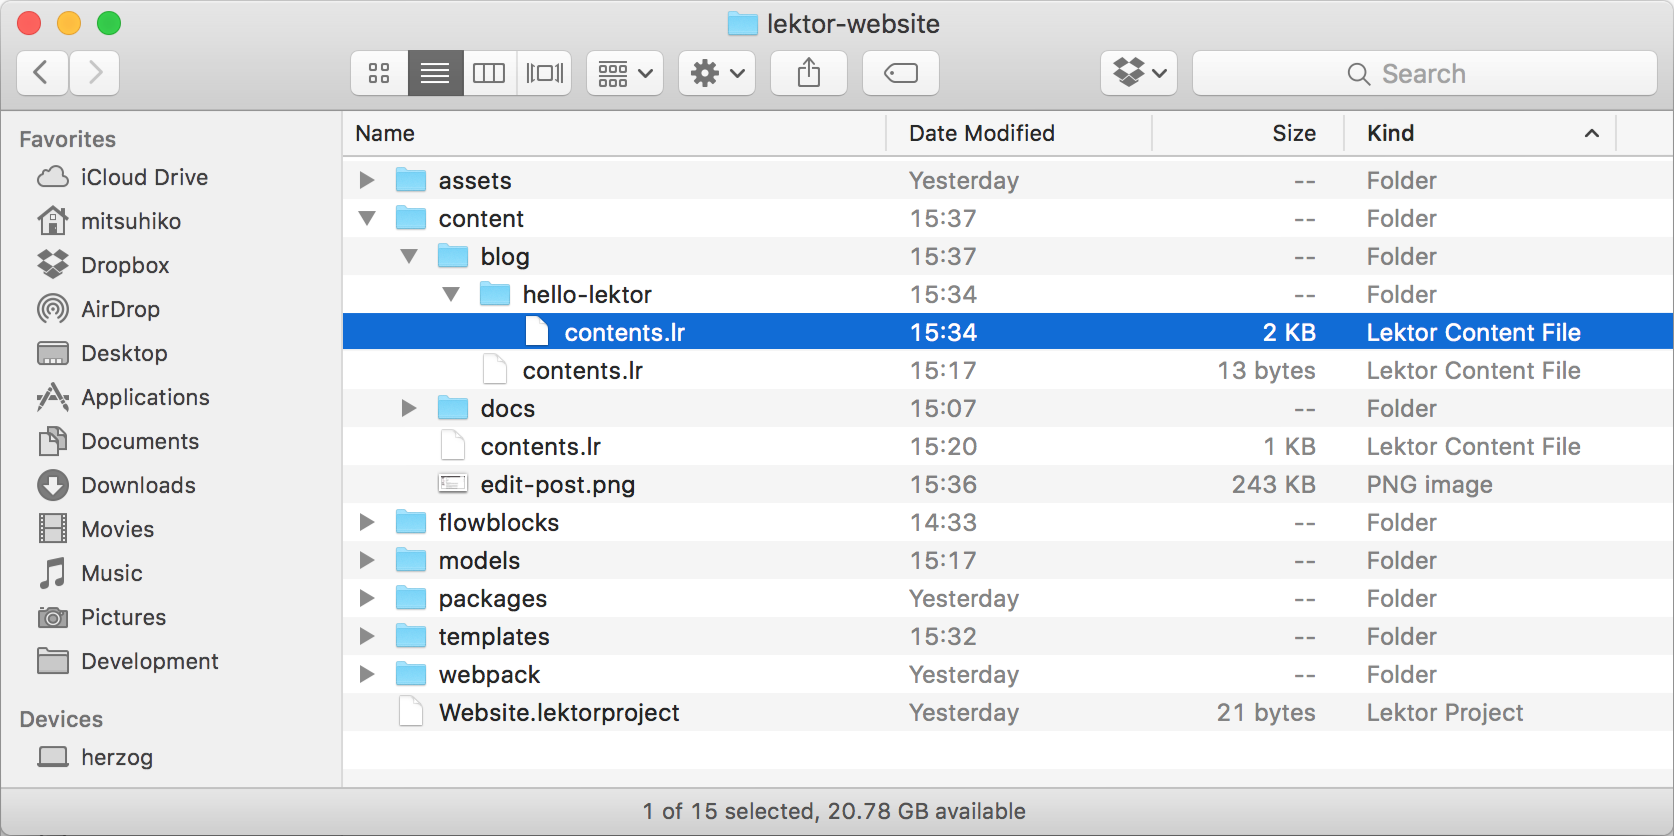 lektor-website
Search
Favorites
iCloud Drive
mitsuhiko
Dropbox
AirDrop
Desktop
Applications
Documents
Downloads
Movies
Music
Pictures
Development
Devices
herzog
Name Date Modified Size Kind
assets Yesterday -- Folder
content 15:37 -- Folder
blog 15:37 -- Folder
hello-lektor 15:34 -- Folder
contents.lr 15:34 2 KB Lektor Content File
contents.lr 15:17 13 bytes Lektor Content File
docs 15:07 -- Folder
contents.lr 15:20 1 KB Lektor Content File
edit-post.png 15:36 243 KB PNG image
flowblocks 14:33 -- Folder
models 15:17 -- Folder
packages Yesterday -- Folder
templates 15:32 -- Folder
webpack Yesterday -- Folder
Website.lektorproject Yesterday 21 bytes Lektor Project
1 of 15 selected, 20.78 GB available